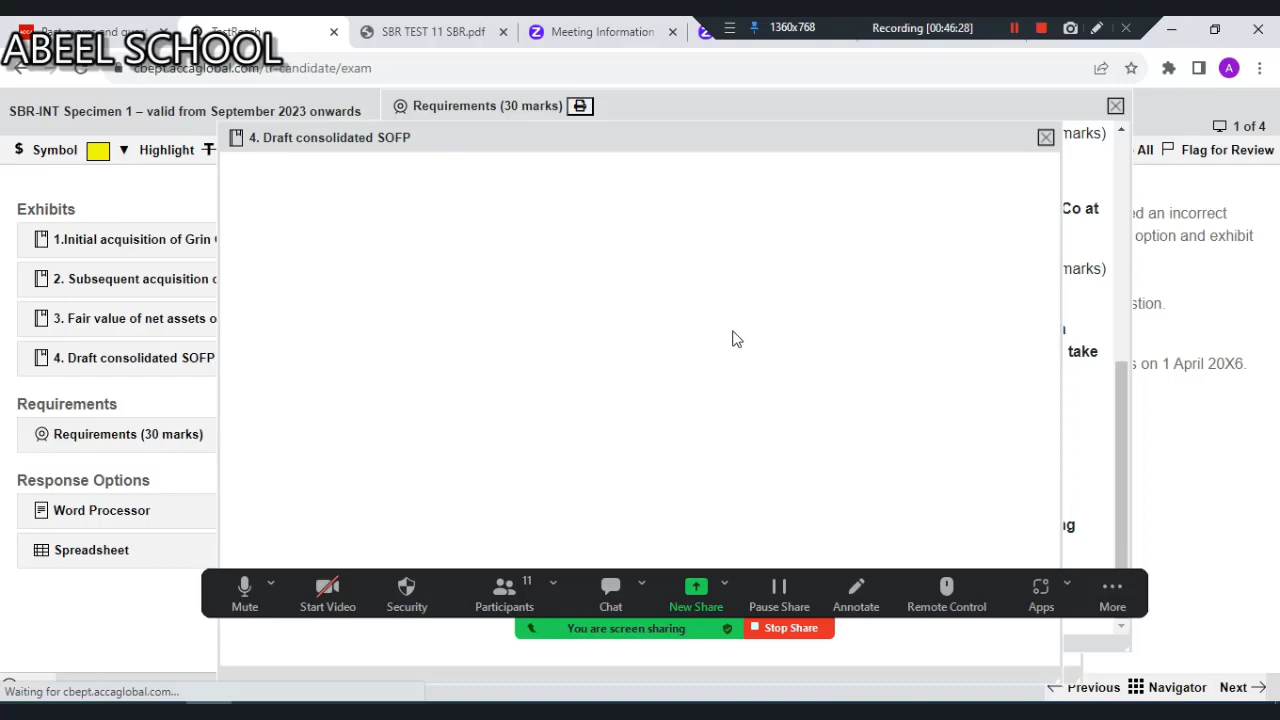 TestReach
SBR TEST 11 SBR.pdf
Meeting Information
1360x768
Recording [00:46:28]
ABEEL SCHOOL
cbept.accaglobal.com/tr-candidate/exam
A
SBR-INT Specimen 1 – valid from September 2023 onwards
Requirements (30 marks)
1 of 4
$ Symbol
Highlight
T
4. Draft consolidated SOFP
marks)
All
Flag for Review
Exhibits
Co at
ed an incorrect
1.Initial acquisition of Grin
option and exhibit
2. Subsequent acquisition
marks)
3. Fair value of net assets o
stion.
4. Draft consolidated SOFP
take
s on 1 April 20X6.
Requirements
Requirements (30 marks)
Response Options
Word Processor
ng
Spreadsheet
11
Mute
Start Video
Security
Participants
Chat
New Share
Pause Share
Annotate
Remote Control
Apps
More
You are screen sharing
Stop Share
Waiting for cbept.accaglobal.com...
Previous
Navigator
Next